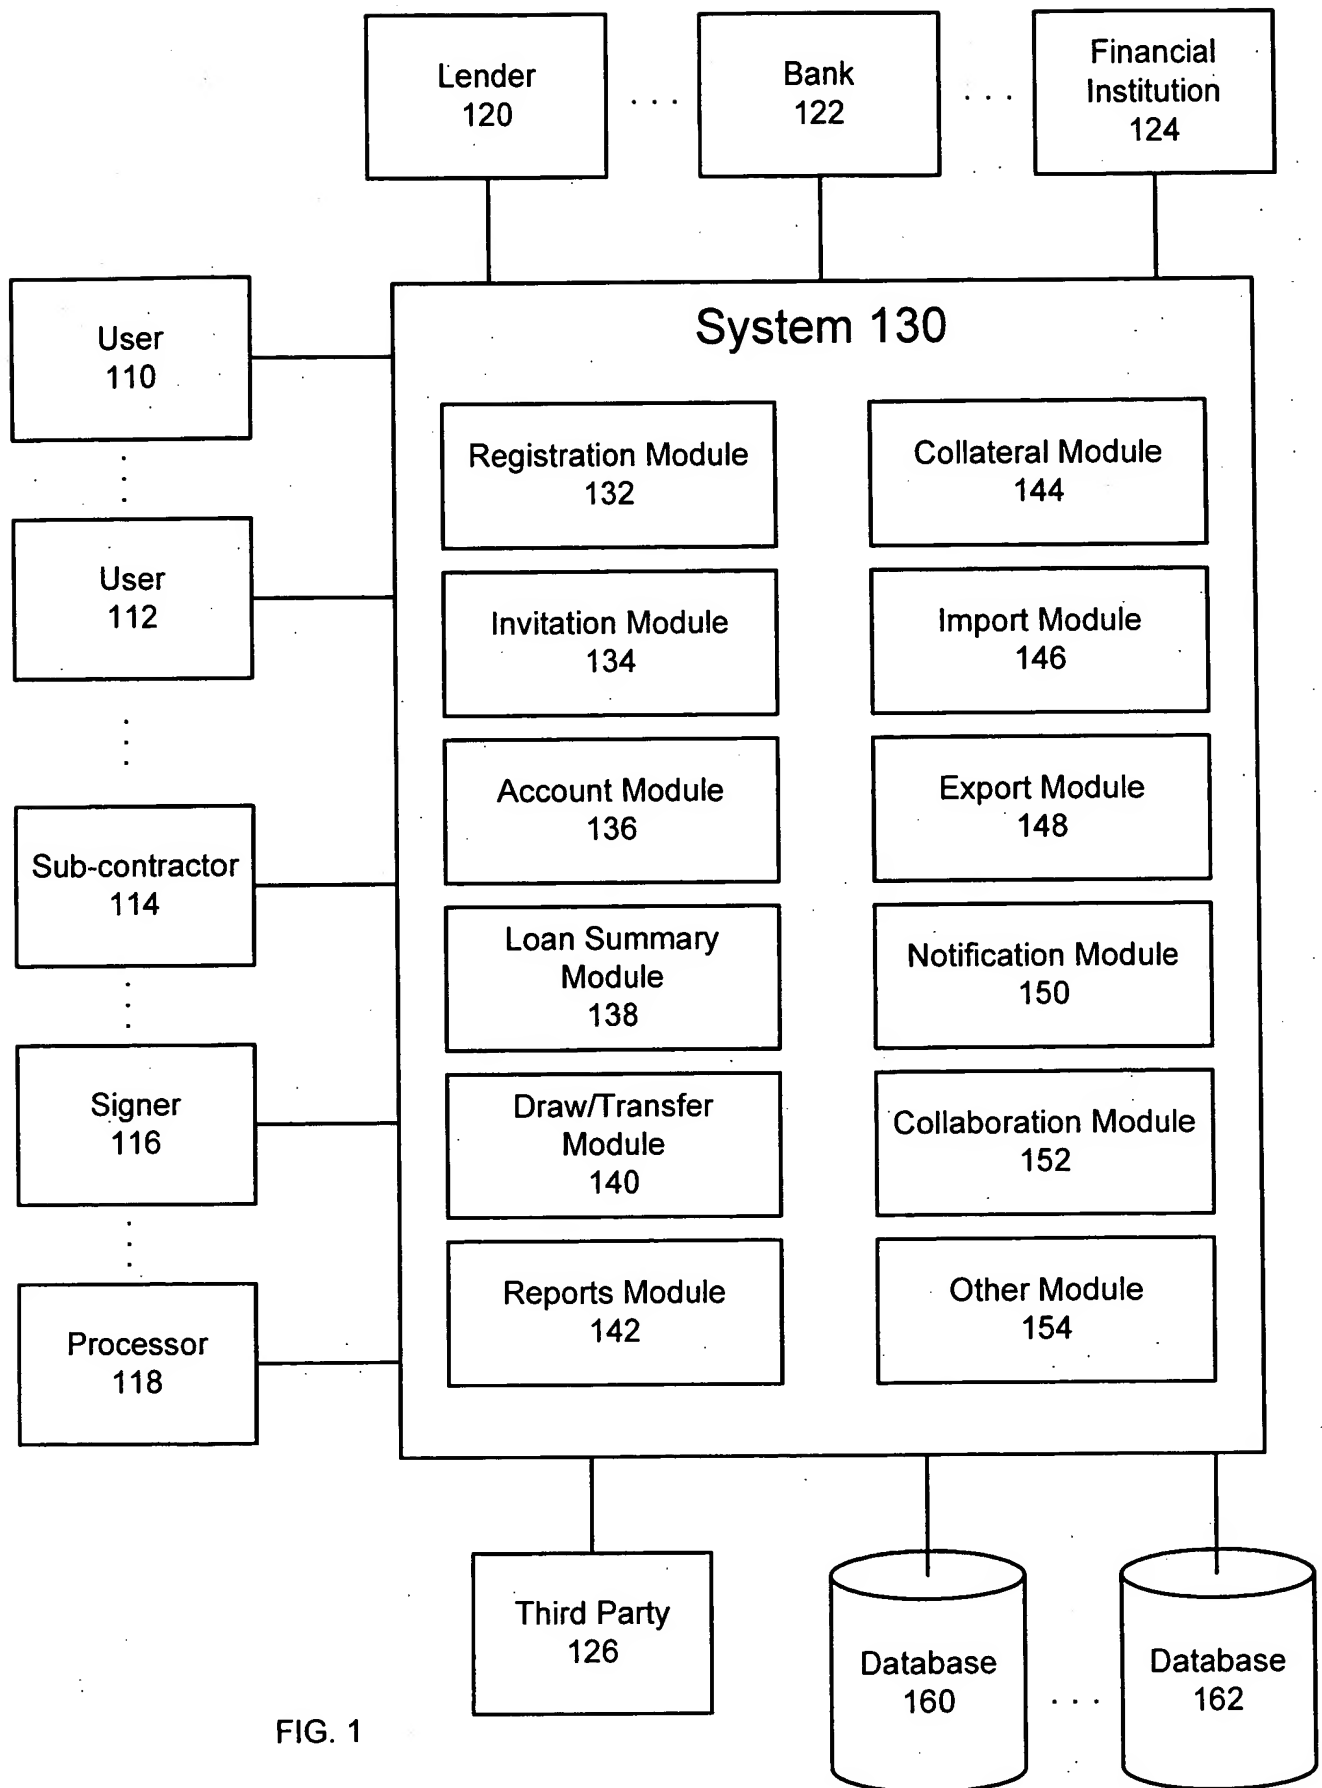 Lender
120
. . .
Bank
122
. . .
Financial
Institution
124
User
110
User
112
Sub-contractor
114
Signer
116
Processor
118
System 130
Registration Module
132
Invitation Module
134
Account Module
136
Loan Summary
Module
138
Draw/Transfer
Module
140
Reports Module
142
Collateral Module
144
Import Module
146
Export Module
148
Notification Module
150
Collaboration Module
152
Other Module
154
Third Party
126
Database
160
. . .
Database
162
FIG. 1